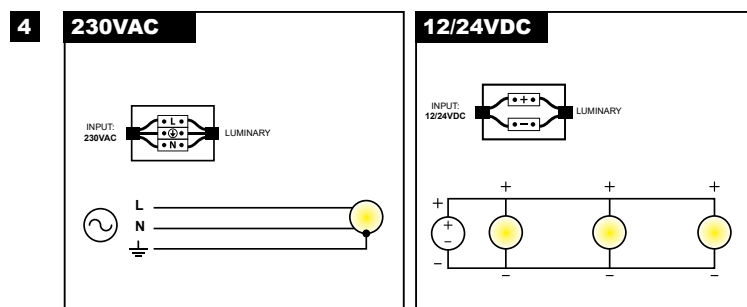 4
230VAC
L
N
INPUT:
230VAC
LUMINARY
L
N
12/24VDC
+
−
INPUT:
12/24VDC
LUMINARY
+ + +
+
+
−
−
− − −